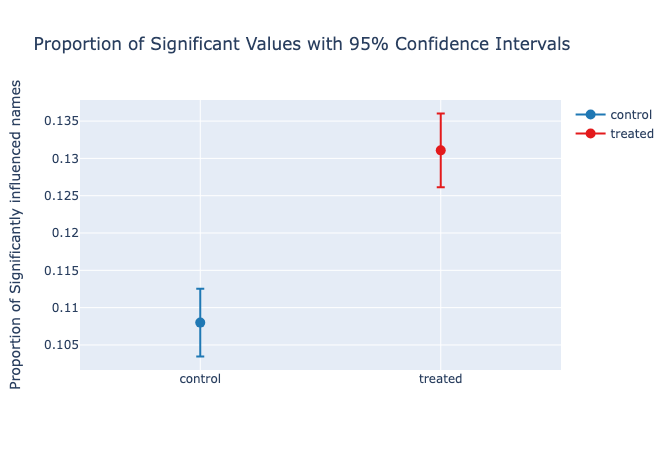 Proportion of Significant Values with 95% Confidence Intervals
Proportion of Significantly influenced names
0.135
0.13
0.125
0.12
0.115
0.11
0.105
control
treated
control
treated